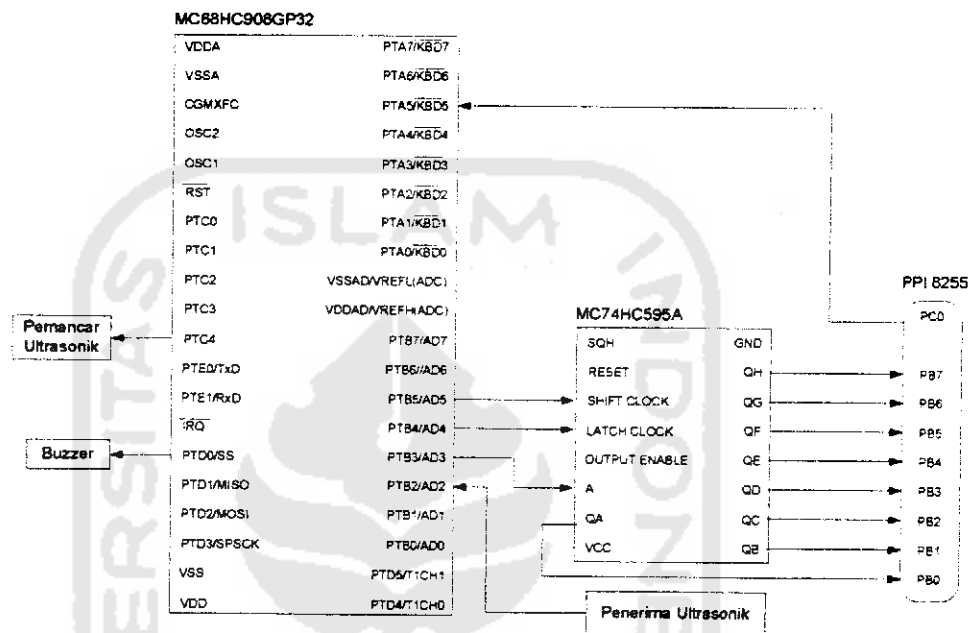 MC68HC908GP32
VDDA
VSSA
CGMXFC
OSC2
OSC1
RST
PTC0
PTC1
PTC2
PTC3
PTC4
PTE0/TxD
PTE1/RxD
IRQ
PTD0/SS
PTD1/MISO
PTD2/MOSI
PTD3/SPSCK
VSS
VDD
PTA7/KBD7
PTA6/KBD6
PTA5/KBD5
PTA4/KBD4
PTA3/KBD3
PTA2/KBD2
PTA1/KBD1
PTA0/KBD0
VSSAD/VREFL(ADC)
VDDAD/VREFH(ADC)
PTB7/AD7
PTB6//AD6
PTB5/AD5
PTB4/AD4
PTB3/AD3
PTB2/AD2
PTB1/AD1
PTB0/AD0
PTD5/T1CH1
PTD4/T1CH0
Pemancar
Ultrasonik
Buzzer
MC74HC595A
SQH
RESET
SHIFT CLOCK
LATCH CLOCK
OUTPUT ENABLE
A
QA
VCC
GND
QH
QG
QF
QE
QD
QC
QB
PPI 8255
PC0
PB7
PB6
PB5
PB4
PB3
PB2
PB1
PB0
Penerima Ultrasonik
ISLAM